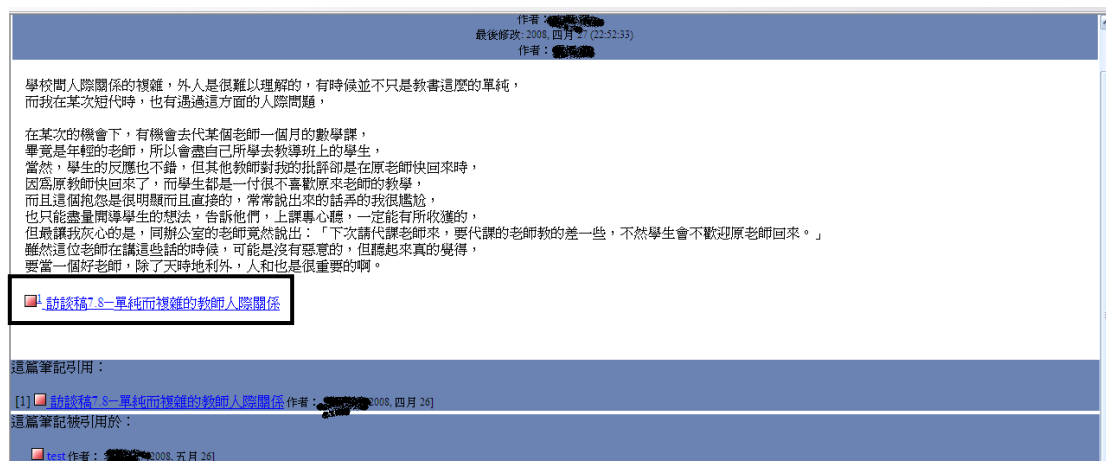 作者：
最後修改: 2008, 四月 27 (22:52:33)
作者：
學校間人際關係的複雜，外人是很難以理解的，有時候並不只是教書這麼的單純，
而我在某次短代時，也有遇過這方面的人際問題，
在某次的機會下，有機會去代某個老師一個月的數學課，
畢竟是年輕的老師，所以會盡自己所學去教導班上的學生，
當然，學生的反應也不錯，但其他教師對我的批評卻是在原老師快回來時，
因為原教師快回來了，而學生都是一付很不喜歡原來老師的教學，
而且這個抱怨是很明顯而且直接的，常常說出來的話弄的我很尷尬，
也只能盡量開導學生的想法，告訴他們，上課專心聽，一定能有所收獲的，
但最讓我灰心的是，同辦公室的老師竟然說出：「下次請代課老師來，要代課的老師教的差一些，不然學生會不歡迎原老師回來。」
雖然這位老師在講這些話的時候，可能是沒有惡意的，但聽起來真的覺得，
要當一個好老師，除了天時地利外，人和也是很重要的啊。
1 訪談稿7.8－單純而複雜的教師人際關係
這篇筆記引用：
[1] 訪談稿7.8－單純而複雜的教師人際關係 作者： 2008, 四月 26]
這篇筆記被引用於：
test 作者： 2008, 五月 26]